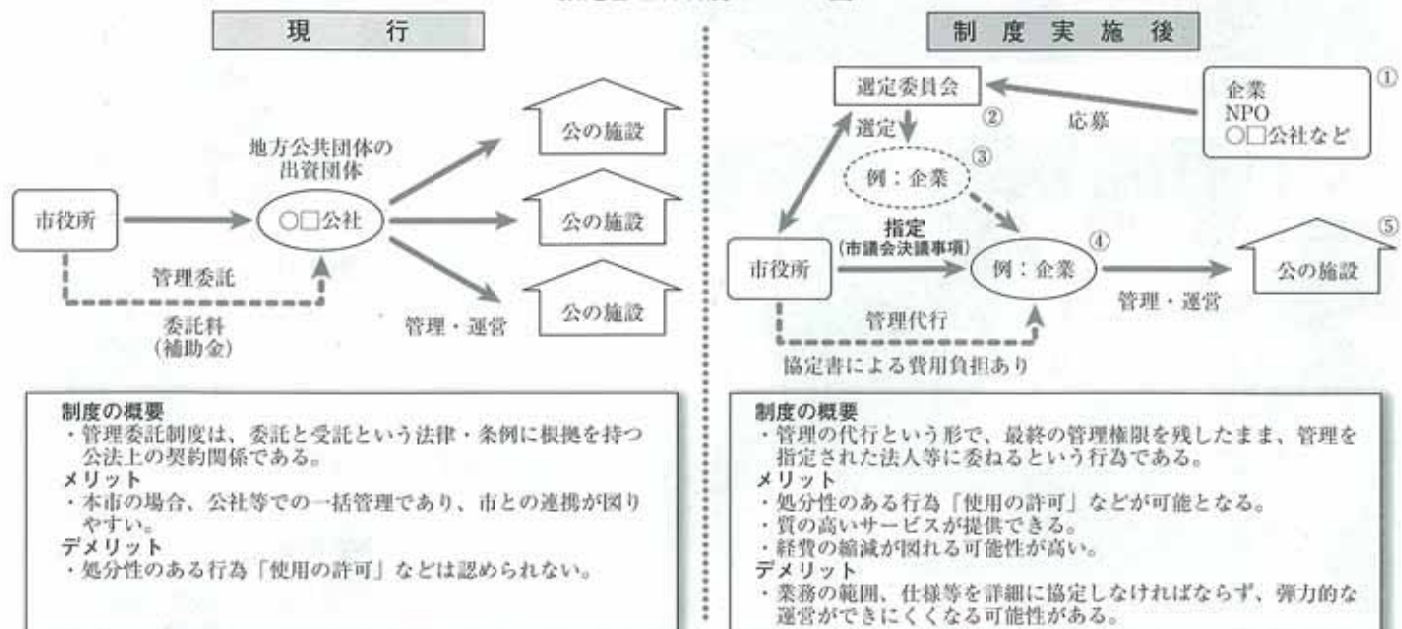 現行
地方公共団体の
出資団体
市役所
○□公社
公の施設
公の施設
公の施設
管理委託
委託料
(補助金)
管理・運営
制度の概要
・管理委託制度は、委託と受託という法律・条例に根拠を持つ
公法上の契約関係である。
メリット
・本市の場合、公社等での一括管理であり、市との連携が図り
やすい。
デメリット
・処分性のある行為「使用の許可」などは認められない。
制度実施後
選定委員会
②
応募
企業
NPO
○□公社など
①
選定
③
例:企業
指定
(市議会決議事項)
市役所
④
例:企業
管理・運営
⑤
公の施設
管理代行
協定書による費用負担あり
制度の概要
・管理の代行という形で、最終の管理権限を残したまま、管理を
指定された法人等に委ねるという行為である。
メリット
・処分性のある行為「使用の許可」などが可能となる。
・質の高いサービスが提供できる。
・経費の縮減が図れる可能性が高い。
デメリット
・業務の範囲、仕様等を詳細に協定しなければならず、弾力的な
運営ができにくくなる可能性がある。